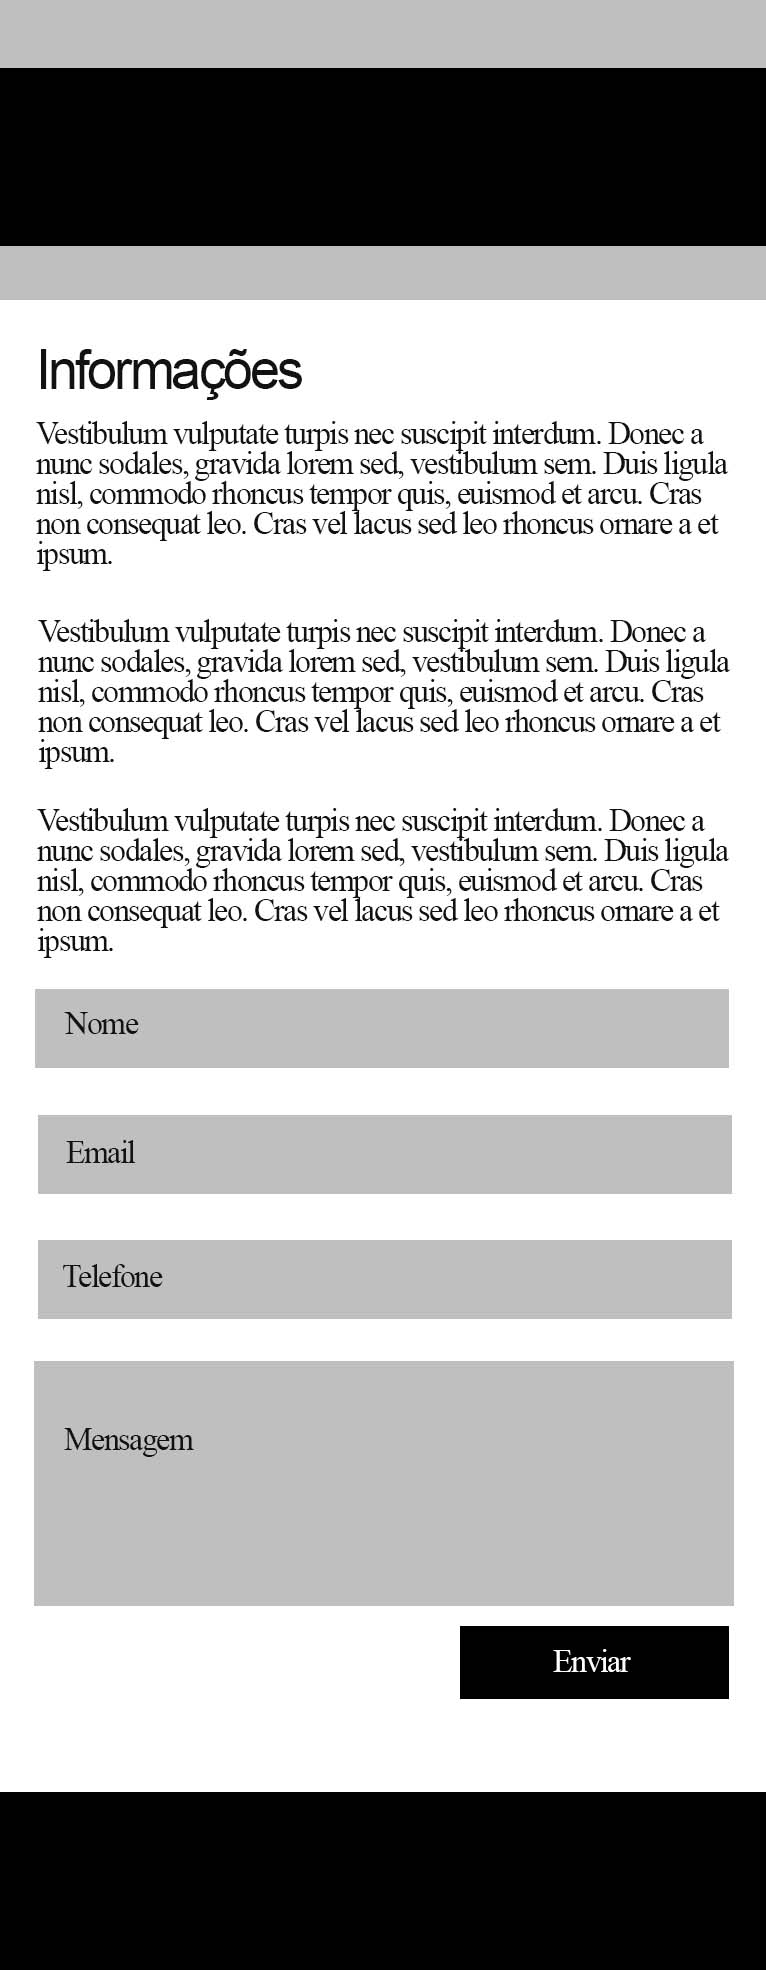 Informações
Vestibulum vulputate turpis nec suscipit interdum. Donec a
nunc sodales, gravida lorem sed, vestibulum sem. Duis ligula
nisl, commodo rhoncus tempor quis, euismod et arcu. Cras
non consequat leo. Cras vel lacus sed leo rhoncus ornare a et
ipsum.
Vestibulum vulputate turpis nec suscipit interdum. Donec a
nunc sodales, gravida lorem sed, vestibulum sem. Duis ligula
nisl, commodo rhoncus tempor quis, euismod et arcu. Cras
non consequat leo. Cras vel lacus sed leo rhoncus ornare a et
ipsum.
Vestibulum vulputate turpis nec suscipit interdum. Donec a
nunc sodales, gravida lorem sed, vestibulum sem. Duis ligula
nisl, commodo rhoncus tempor quis, euismod et arcu. Cras
non consequat leo. Cras vel lacus sed leo rhoncus ornare a et
ipsum.
Nome
Email
Telefone
Mensagem
Enviar